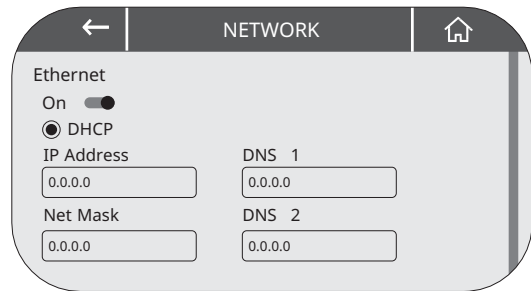 NETWORK
Ethernet
On
DHCP
IP Address DNS 1
0.0.0.0 0.0.0.0
Net Mask DNS 2
0.0.0.0 0.0.0.0